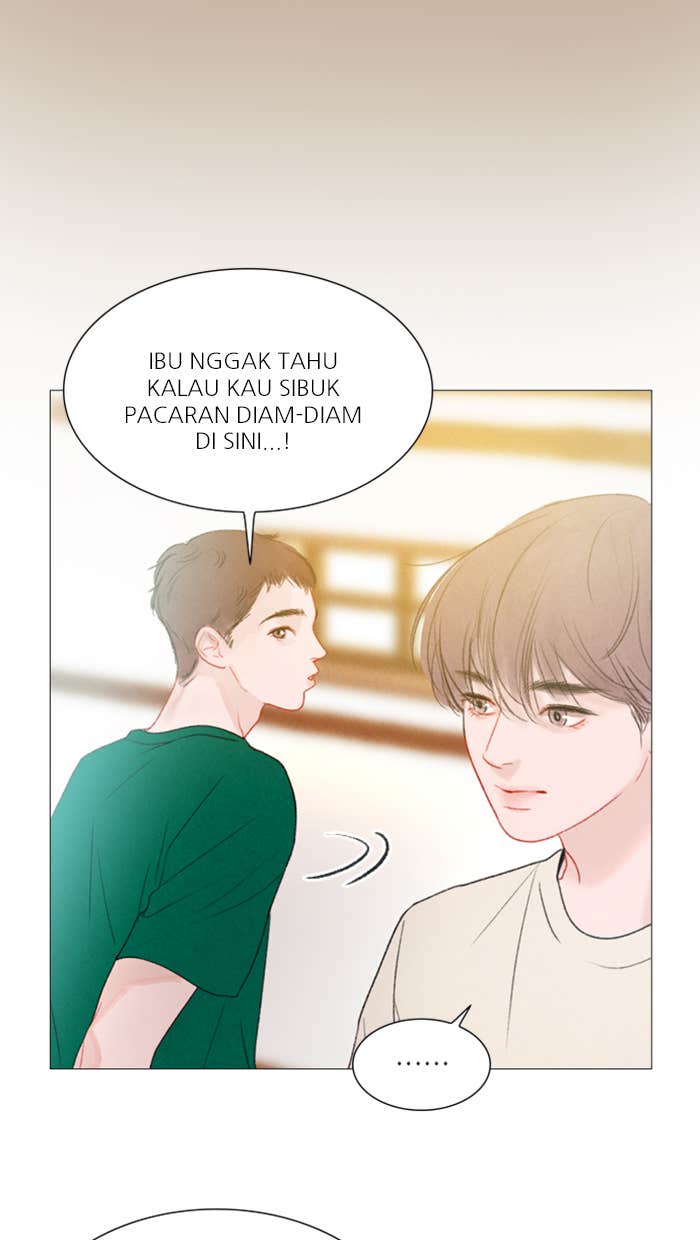 IBU NGGAK TAHU
KALAU KAU SIBUK
PACARAN DIAM-DIAM
DI SINI...!
......